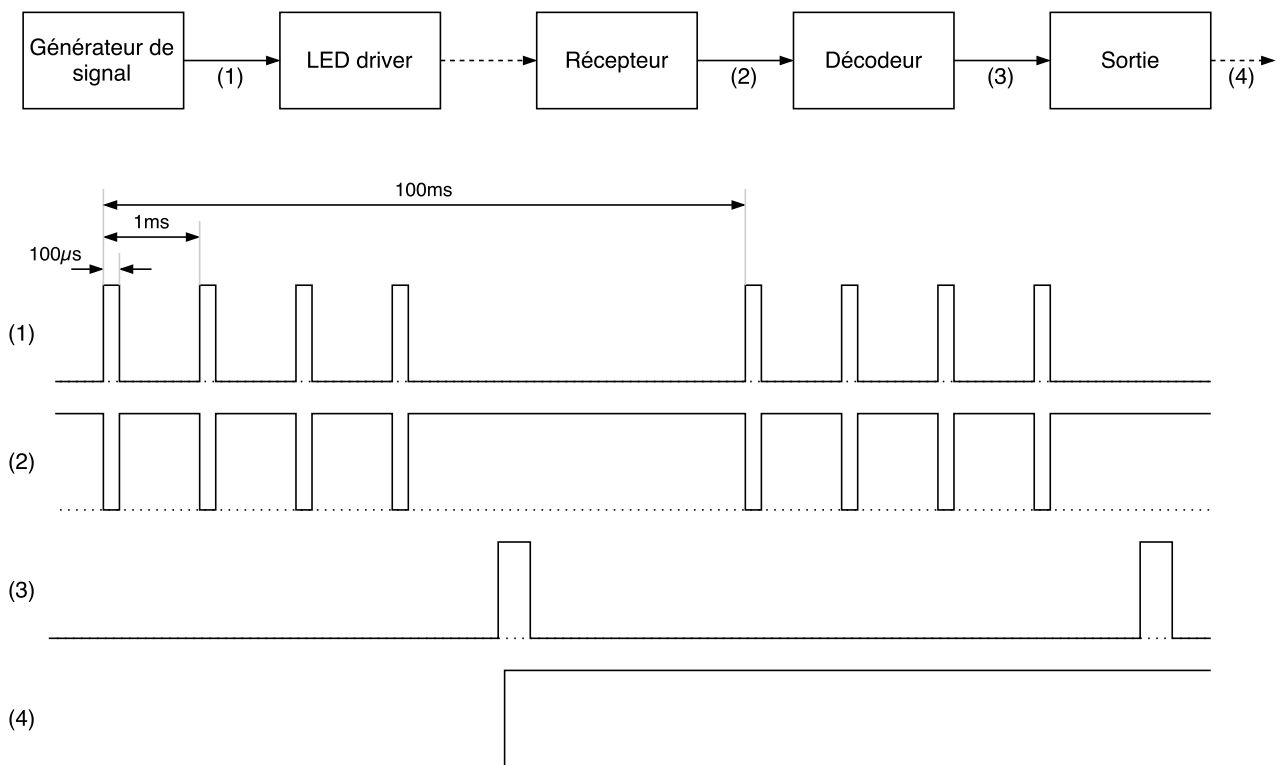 Générateur de
signal
(1)
LED driver
Récepteur
(2)
Décodeur
(3)
Sortie
(4)
100ms
1ms
100µs
(1)
(2)
(3)
(4)